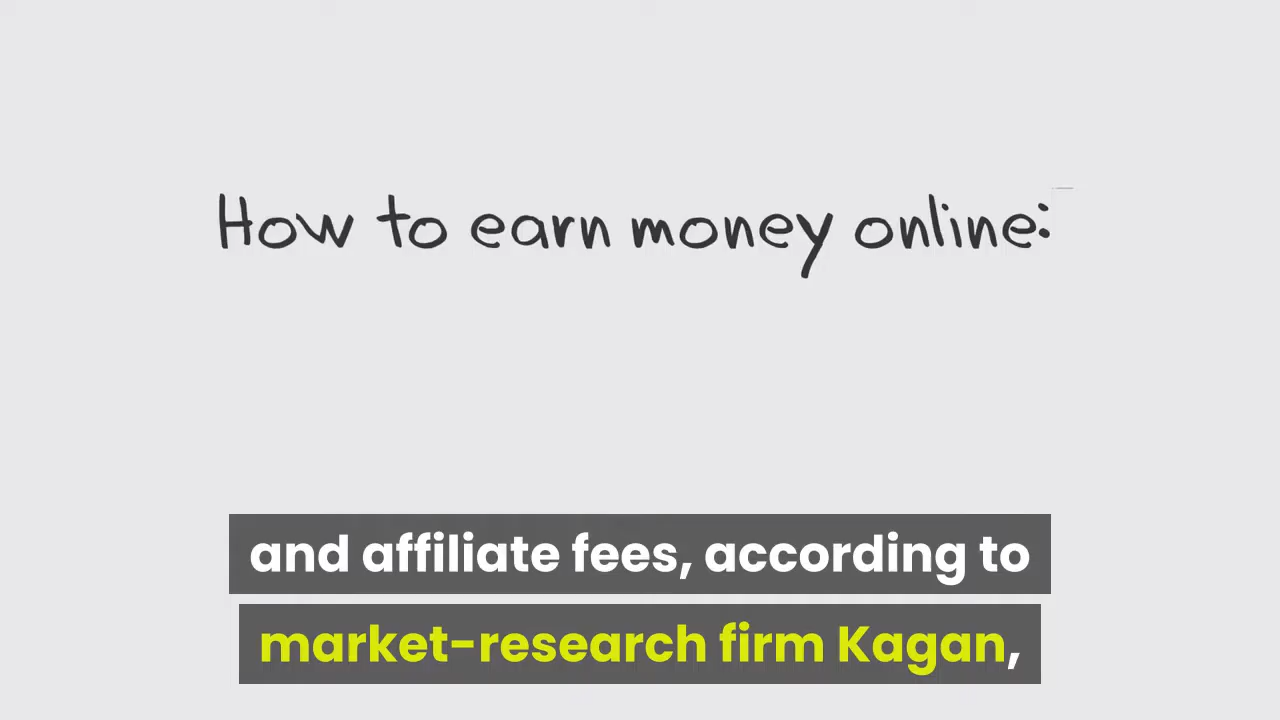 How to earn money online:
and affiliate fees, according to
market-research firm Kagan,